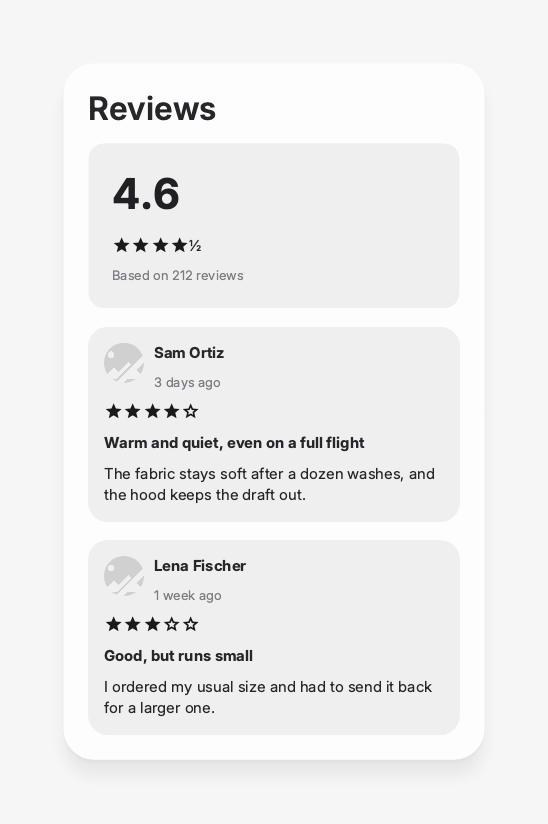 Reviews
4.6
★★★★½
Based on 212 reviews
Sam Ortiz
3 days ago
★★★★☆
Warm and quiet, even on a full flight
The fabric stays soft after a dozen washes, and
the hood keeps the draft out.
Lena Fischer
1 week ago
★★★☆☆
Good, but runs small
I ordered my usual size and had to send it back
for a larger one.